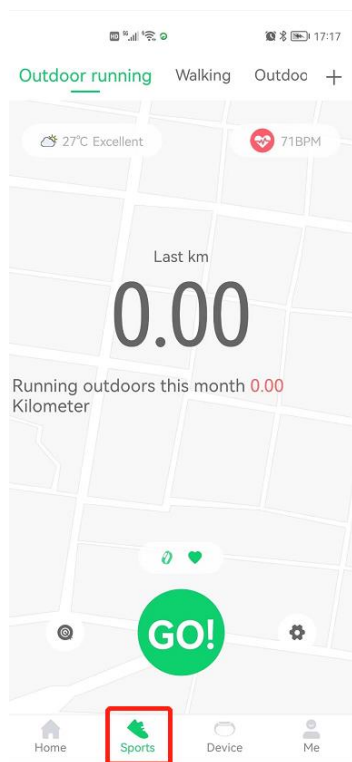 17:17
Outdoor running Walking Outdoo +
27°C Excellent 71BPM
Last km
0.00
Running outdoors this month 0.00
Kilometer
GO!
Home Sports Device Me